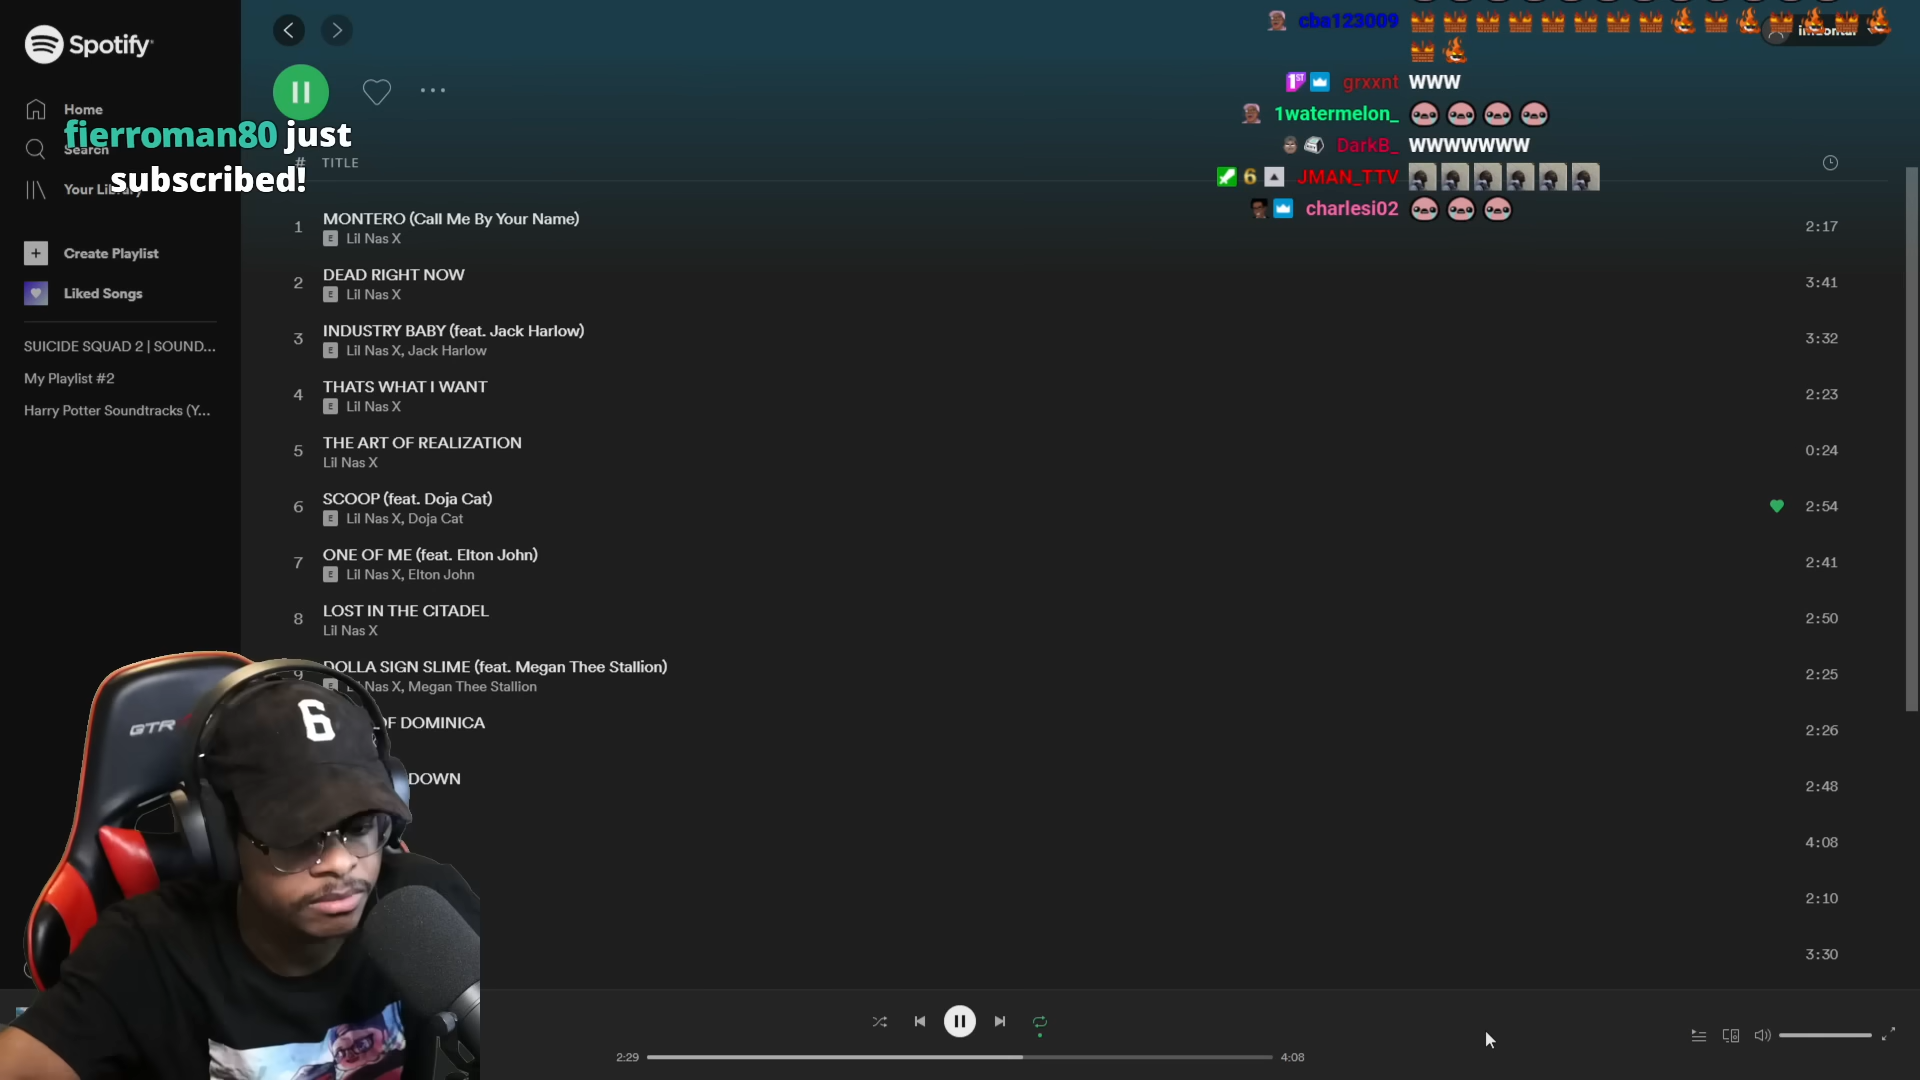 Spotify
Home
fierroman80 just
Search
subscribed!
Create Playlist
Liked Songs
SUICIDE SQUAD 2 | SOUND...
My Playlist #2
Harry Potter Soundtracks (Y...
# TITLE
1 MONTERO (Call Me By Your Name) 2:17
E Lil Nas X
2 DEAD RIGHT NOW 3:41
E Lil Nas X
3 INDUSTRY BABY (feat. Jack Harlow) 3:32
E Lil Nas X, Jack Harlow
4 THATS WHAT I WANT 2:23
E Lil Nas X
5 THE ART OF REALIZATION 0:24
Lil Nas X
6 SCOOP (feat. Doja Cat) 2:54
E Lil Nas X, Doja Cat
7 ONE OF ME (feat. Elton John) 2:41
E Lil Nas X, Elton John
8 LOST IN THE CITADEL 2:50
Lil Nas X
9 DOLLA SIGN SLIME (feat. Megan Thee Stallion) 2:25
Nas X, Megan Thee Stallion
OF DOMINICA 2:26
DOWN 2:48
4:08
2:10
3:30
cba123009
1ST grxxnt WWW
1watermelon_
DarkB_ WWWWWWW
6 JMAN_TTV
charlesi02
GTR
6
2:29 4:08